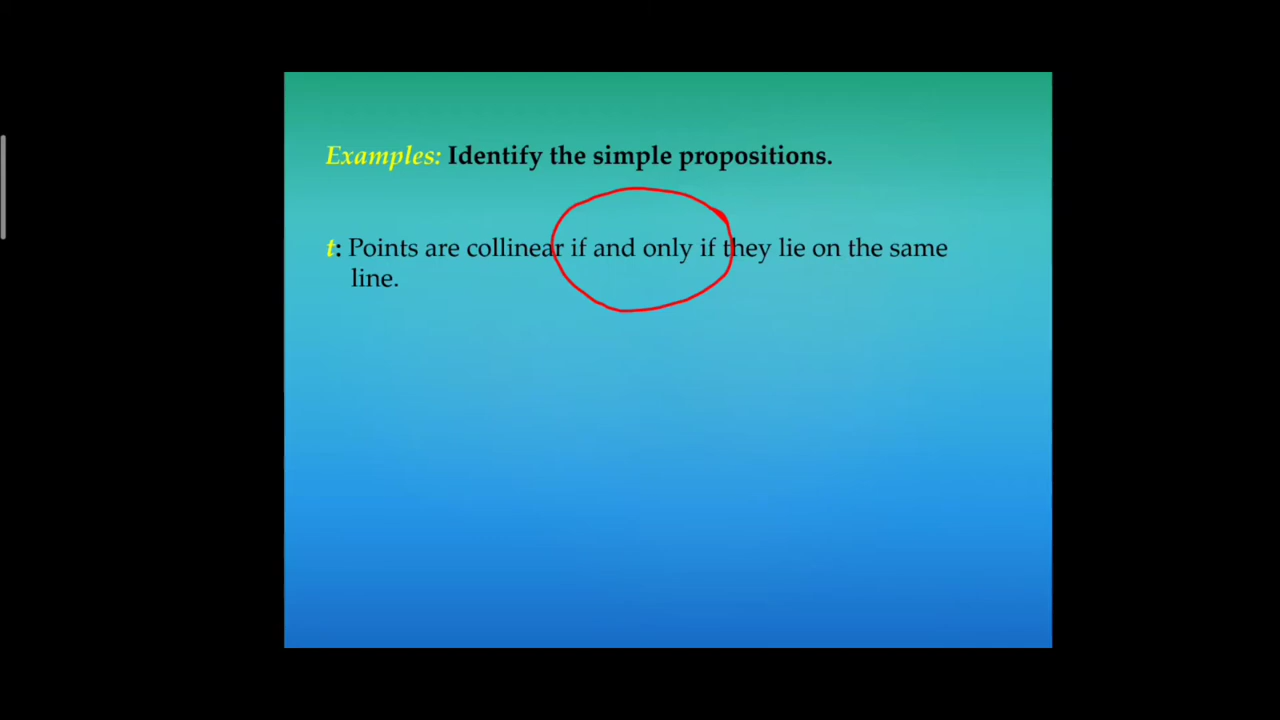 Examples: Identify the simple propositions.
t: Points are collinear if and only if they lie on the same
line.